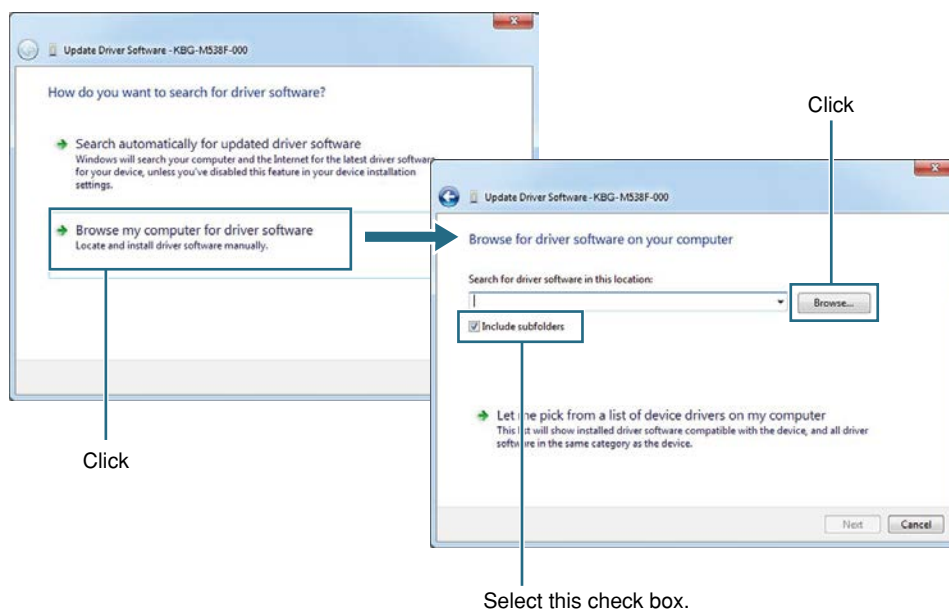 Update Driver Software - KBG-M538F-000
How do you want to search for driver software?
Search automatically for updated driver software
Windows will search your computer and the Internet for the latest driver software
for your device, unless you've disabled this feature in your device installation
settings.
Browse my computer for driver software
Locate and install driver software manually.
Click
Click
Update Driver Software - KBG-M538F-000
Browse for driver software on your computer
Search for driver software in this location:
Browse...
Include subfolders
Let me pick from a list of device drivers on my computer
This list will show installed driver software compatible with the device, and all driver
software in the same category as the device.
Next Cancel
Select this check box.